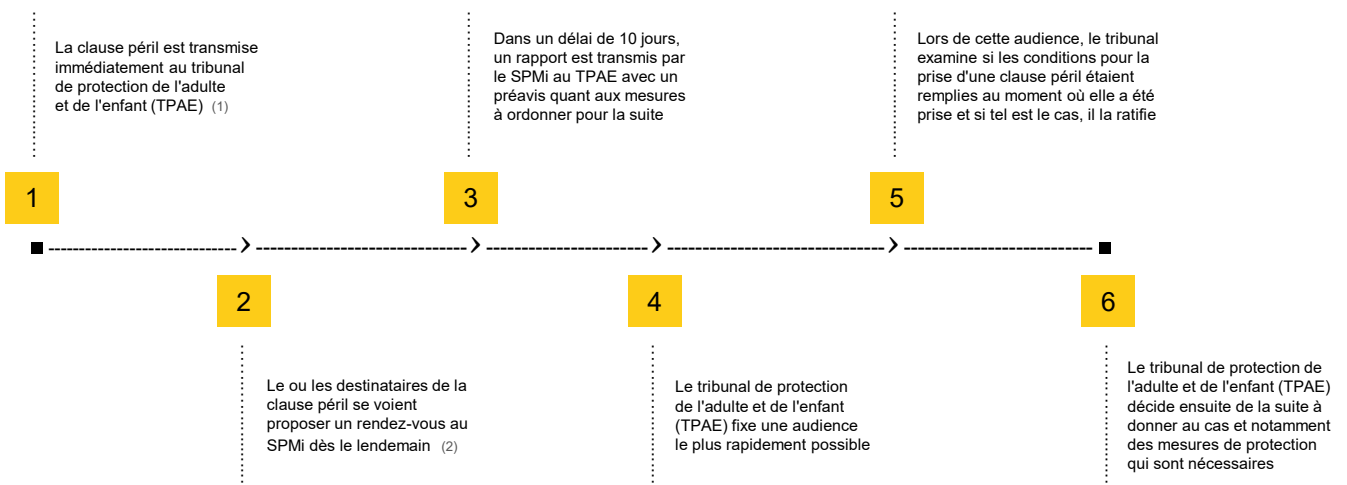 La clause péril est transmise
immédiatement au tribunal
de protection de l'adulte
et de l'enfant (TPAE) (1)
1
2
Le ou les destinataires de la
clause péril se voient
proposer un rendez-vous au
SPMi dès le lendemain (2)
Dans un délai de 10 jours,
un rapport est transmis par
le SPMi au TPAE avec un
préavis quant aux mesures
à ordonner pour la suite
3
4
Le tribunal de protection
de l'adulte et de l'enfant
(TPAE) fixe une audience
le plus rapidement possible
Lors de cette audience, le tribunal
examine si les conditions pour la
prise d'une clause péril étaient
remplies au moment où elle a été
prise et si tel est le cas, il la ratifie
5
6
Le tribunal de protection de
l'adulte et de l'enfant (TPAE)
décide ensuite de la suite à
donner au cas et notamment
des mesures de protection
qui sont nécessaires